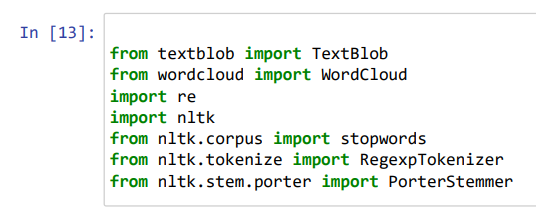 In [13]:
from textblob import TextBlob
from wordcloud import WordCloud
import re
import nltk
from nltk.corpus import stopwords
from nltk.tokenize import RegexpTokenizer
from nltk.stem.porter import PorterStemmer